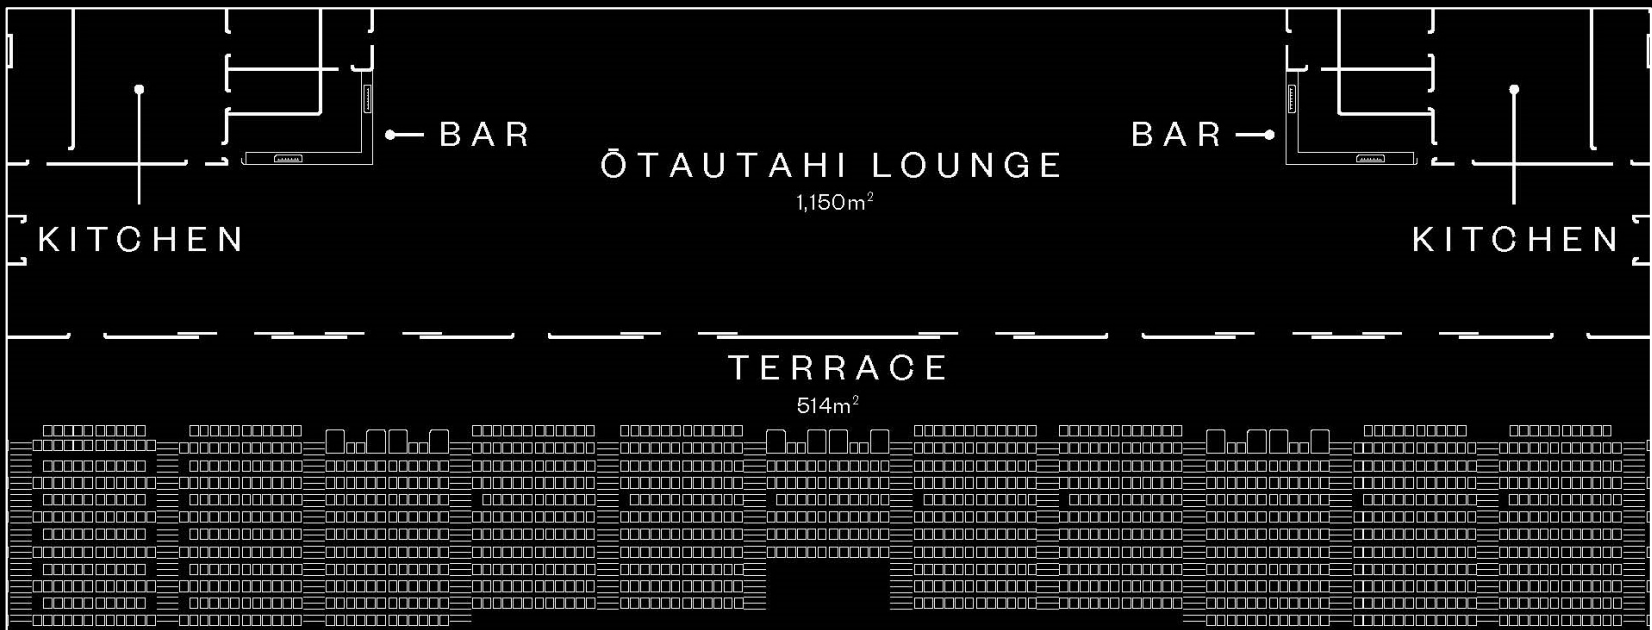 BAR
BAR
ŌTAUTAHI LOUNGE
1,150m²
KITCHEN
KITCHEN
TERRACE
514m²